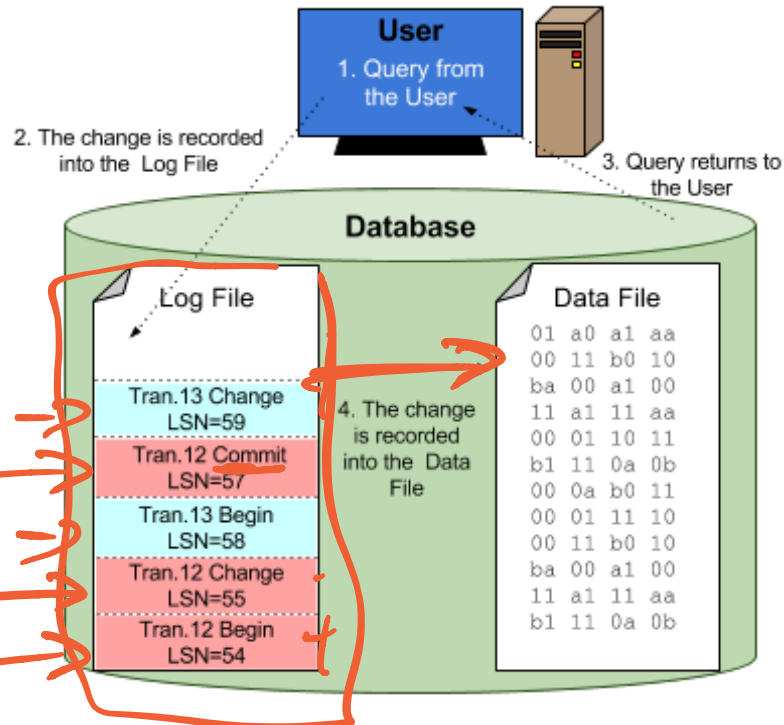 User
1. Query from
the User
2. The change is recorded
into the Log File
3. Query returns to
the User
Database
Log File
Tran.13 Change
LSN=59
Tran.12 Commit
LSN=57
Tran.13 Begin
LSN=58
Tran.12 Change
LSN=55
Tran.12 Begin
LSN=54
4. The change
is recorded
into the Data
File
Data File
01 a0 a1 aa
00 11 b0 10
ba 00 a1 00
11 a1 11 aa
00 01 10 11
b1 11 0a 0b
00 0a b0 11
00 01 11 10
00 11 b0 10
ba 00 a1 00
11 a1 11 aa
b1 11 0a 0b